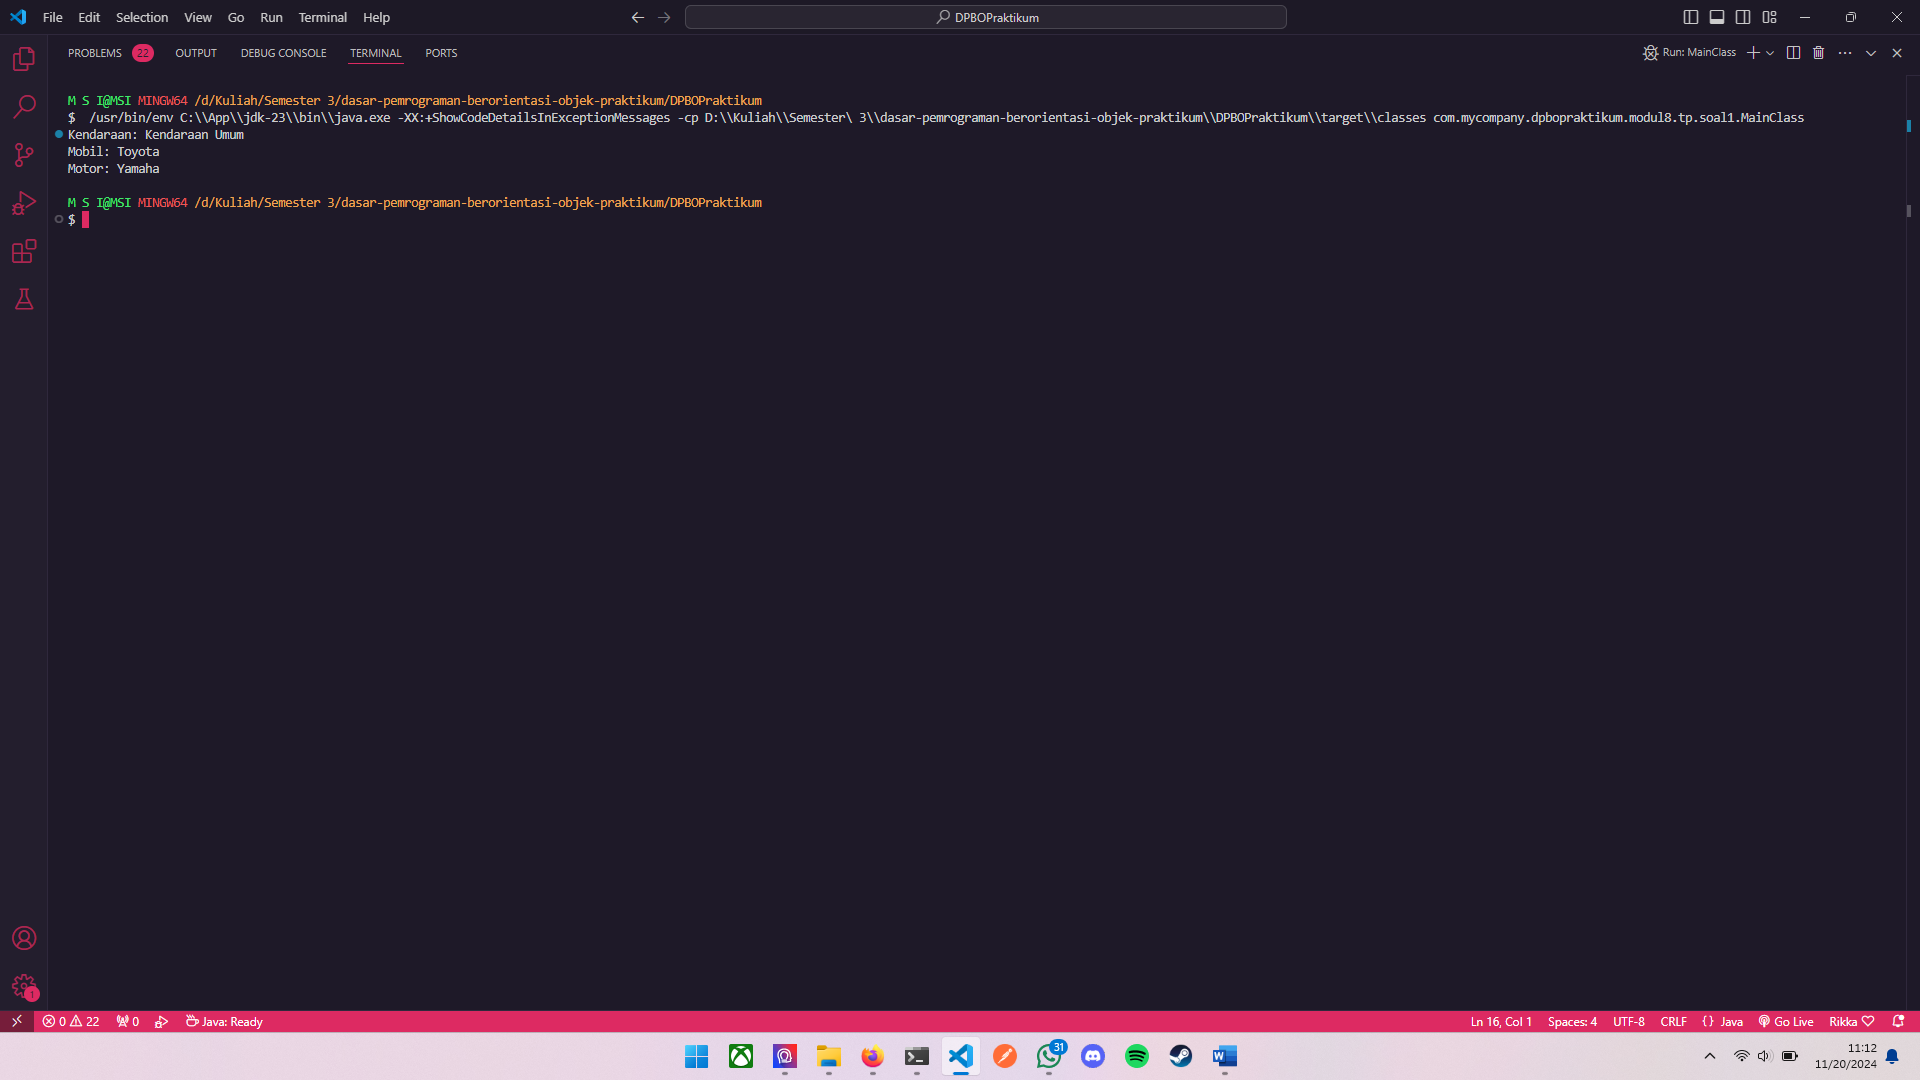 File Edit Selection View Go Run Terminal Help
DPBOPraktikum
PROBLEMS 22 OUTPUT DEBUG CONSOLE TERMINAL PORTS
Run: MainClass
M S I@MSI MINGW64 /d/Kuliah/Semester 3/dasar-pemrograman-berorientasi-objek-praktikum/DPBOPraktikum
$  /usr/bin/env C:\\App\\jdk-23\\bin\\java.exe -XX:+ShowCodeDetailsInExceptionMessages -cp D:\\Kuliah\\Semester\ 3\\dasar-pemrograman-berorientasi-objek-praktikum\\DPBOPraktikum\\target\\classes com.mycompany.dpbopraktikum.modul8.tp.soal1.MainClass
Kendaraan: Kendaraan Umum
Mobil: Toyota
Motor: Yamaha
M S I@MSI MINGW64 /d/Kuliah/Semester 3/dasar-pemrograman-berorientasi-objek-praktikum/DPBOPraktikum
$
1
0 22 0 Java: Ready
Ln 16, Col 1 Spaces: 4 UTF-8 CRLF {} Java Go Live Rikka
31
W
11:12
11/20/2024